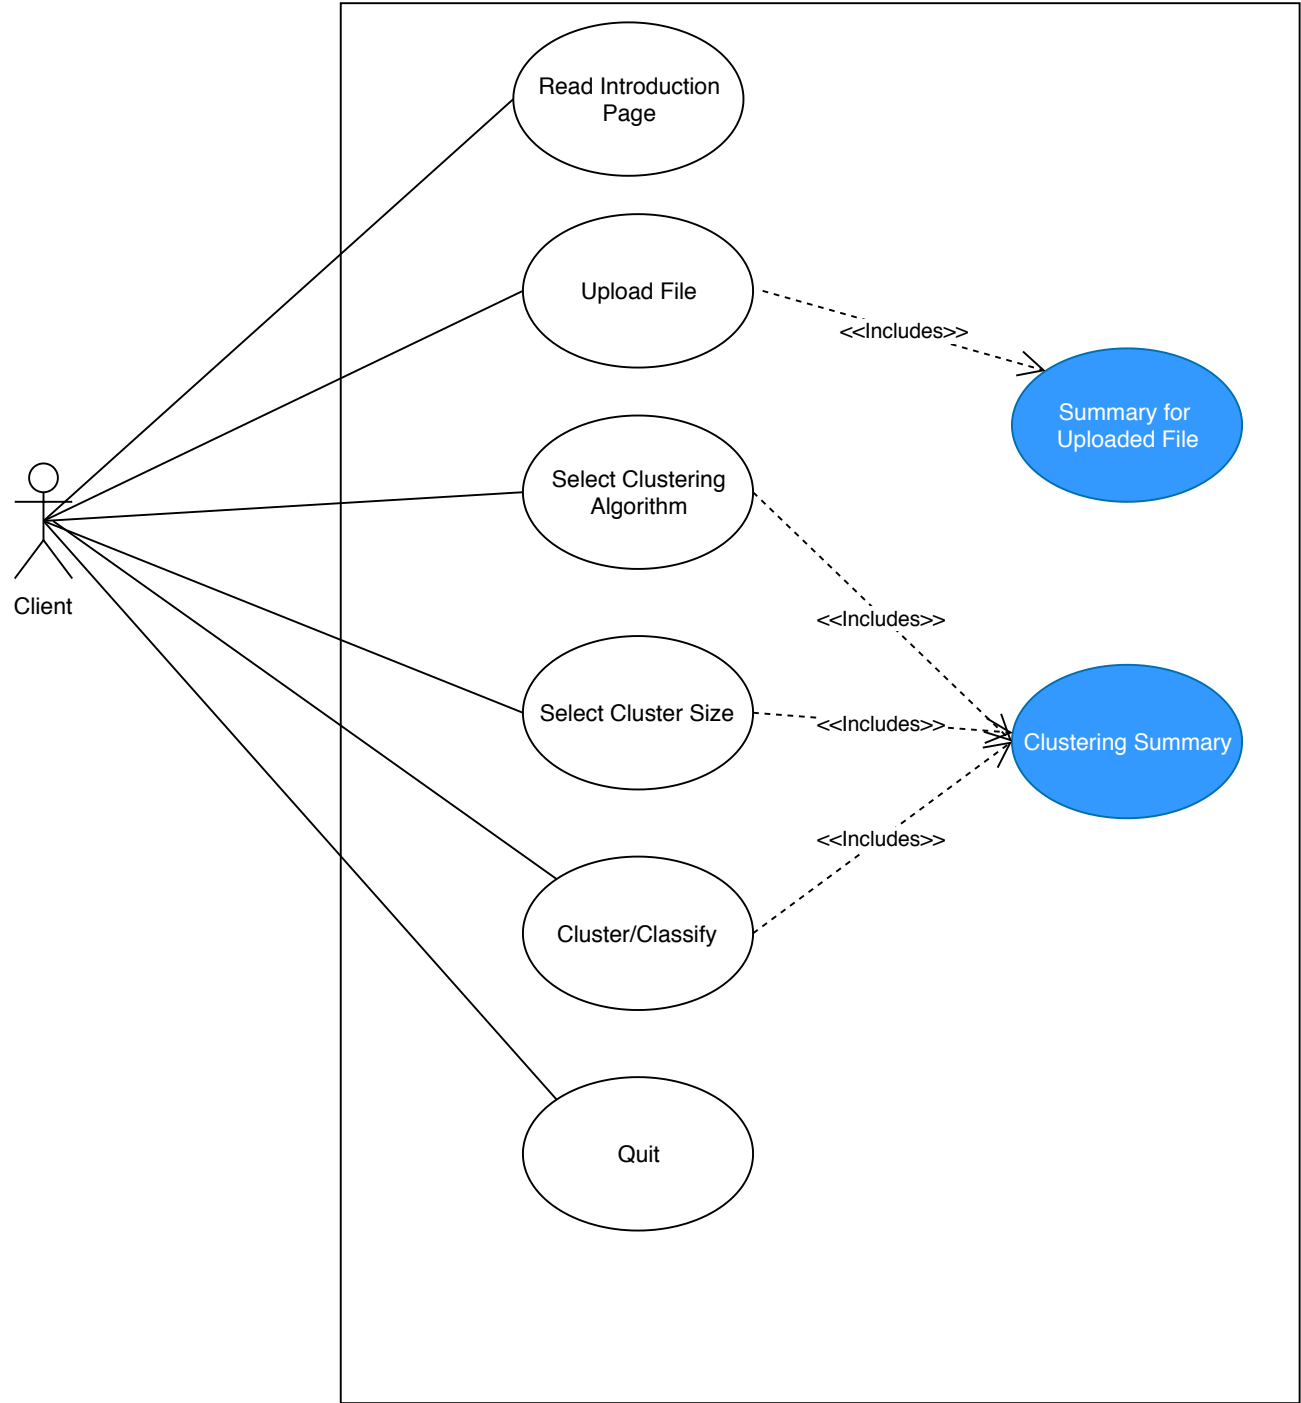 Read Introduction
Page
Upload File
<<Includes>>
Summary for
Uploaded File
Select Clustering
Algorithm
Client
<<Includes>>
Select Cluster Size
<<Includes>>
Clustering Summary
<<Includes>>
Cluster/Classify
Quit